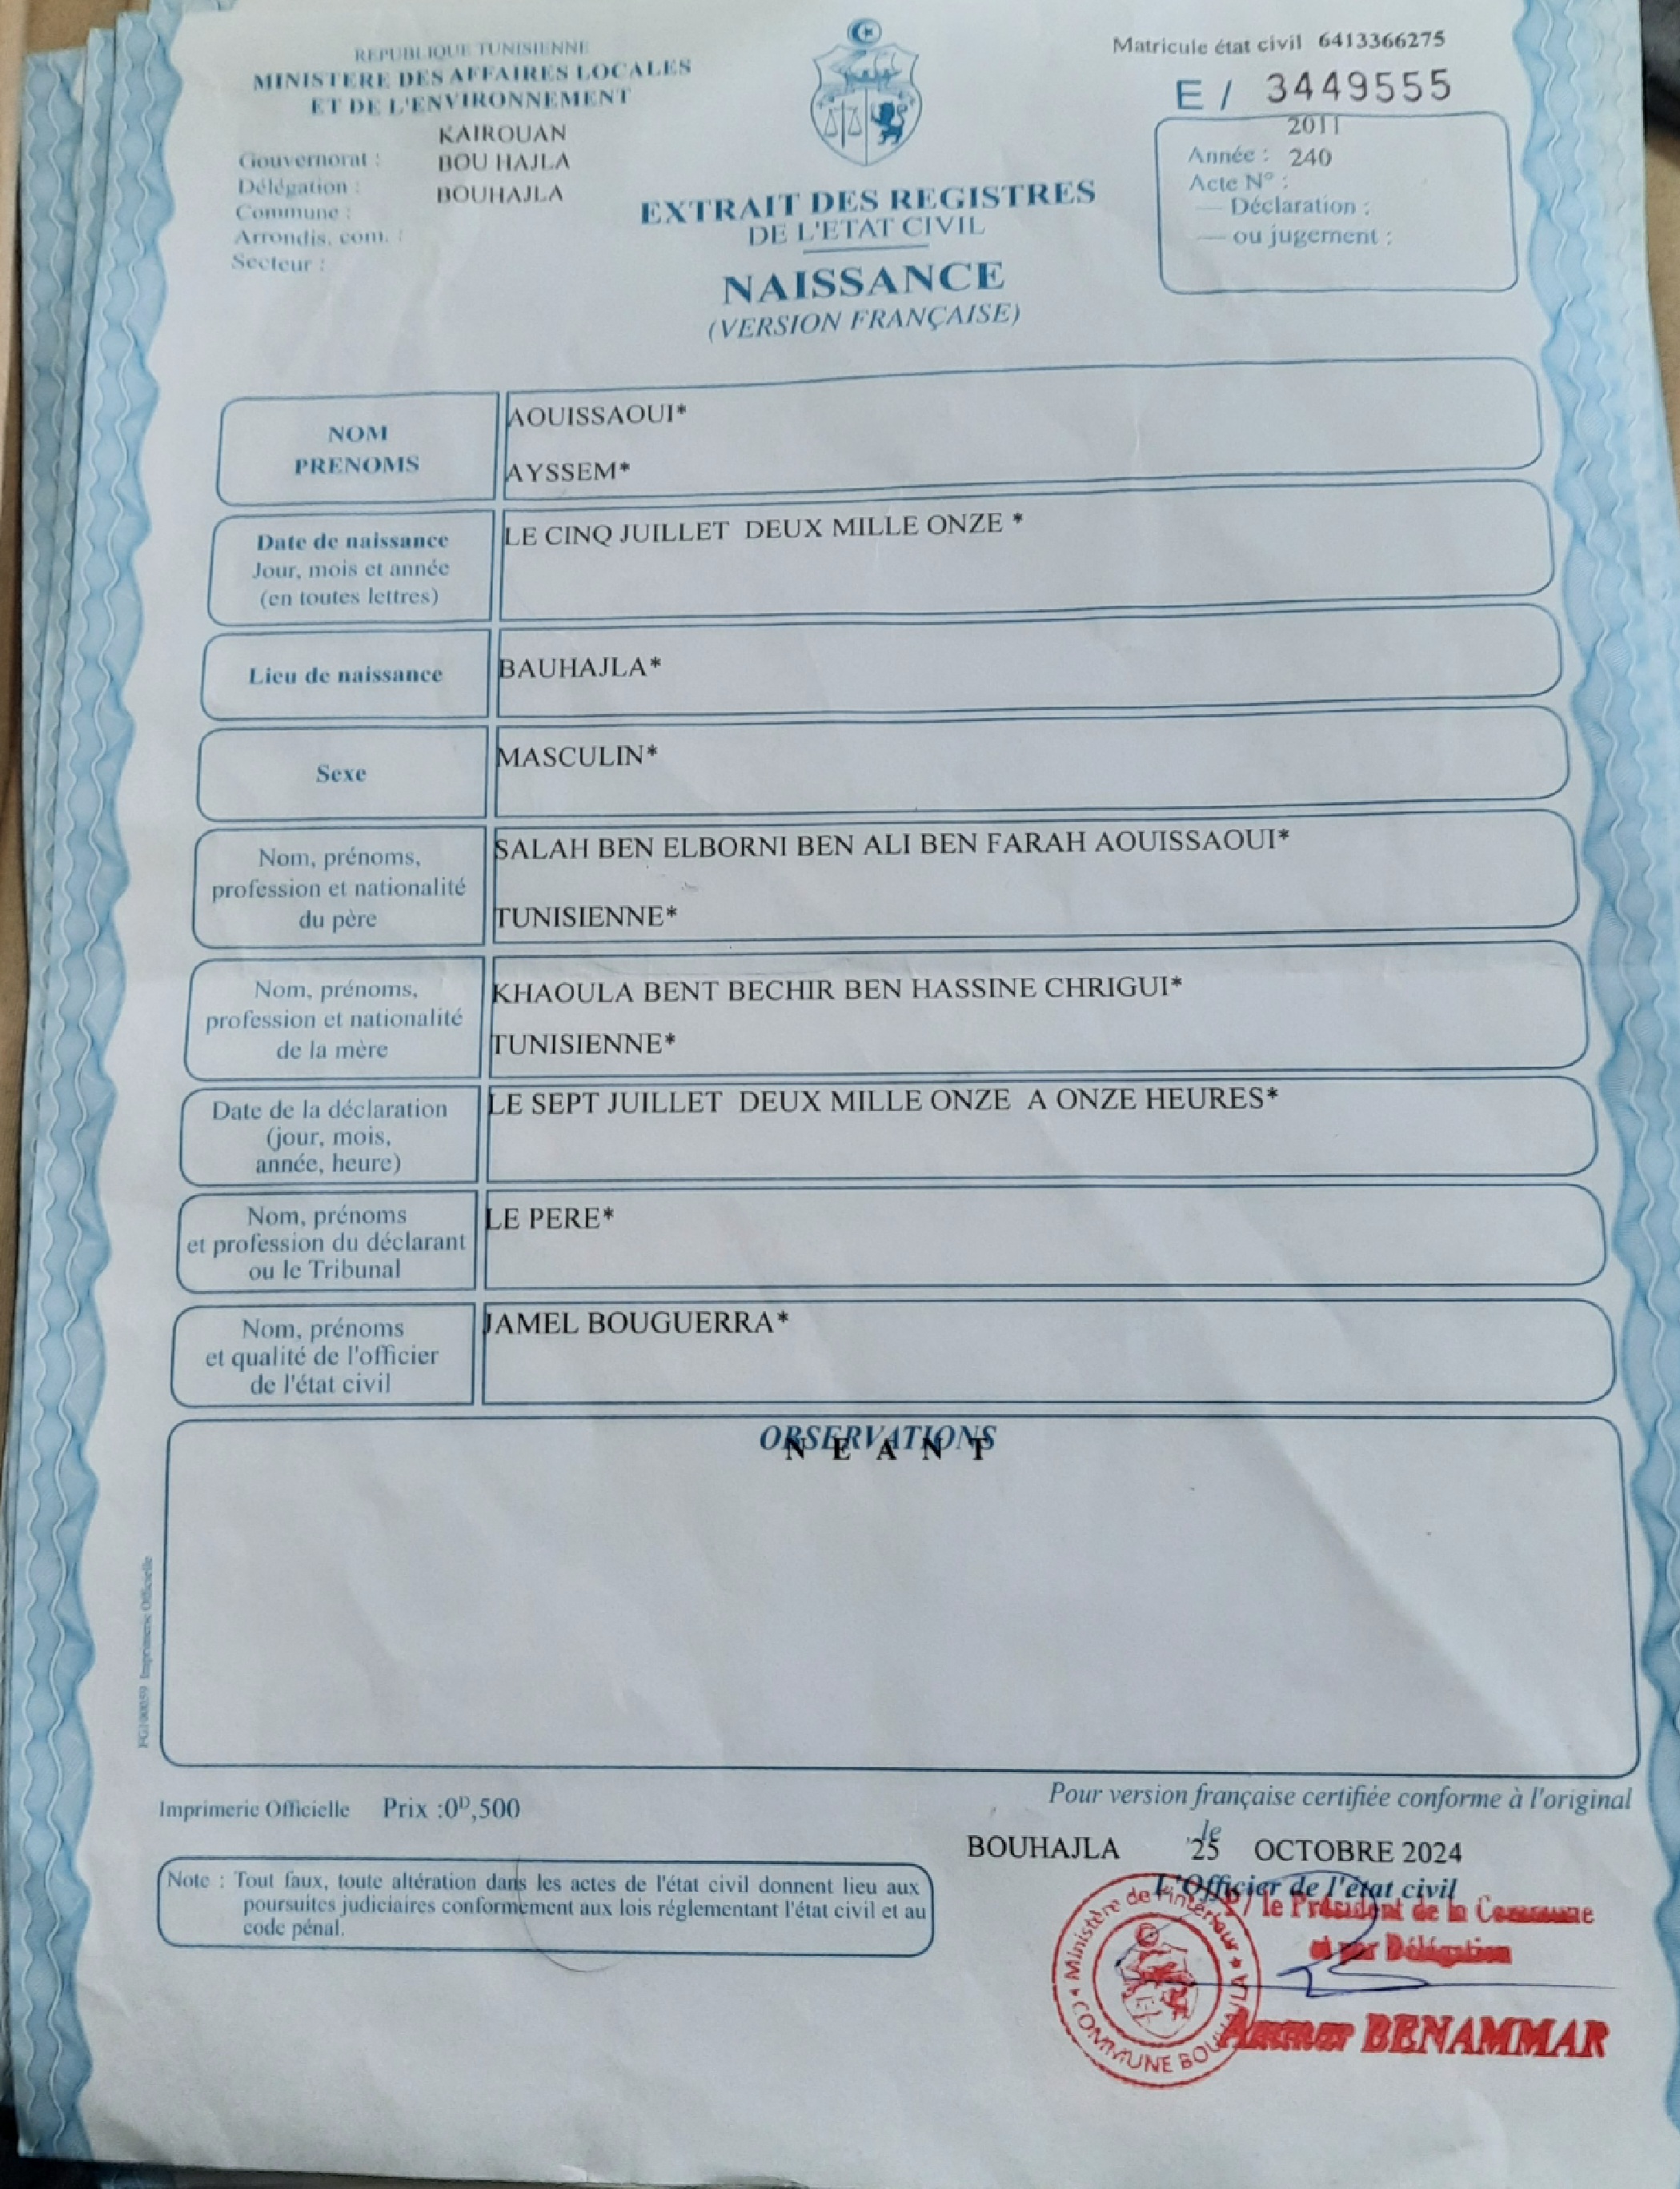 REPUBLIQUE TUNISIENNE
MINISTERE DES AFFAIRES LOCALES
ET DE L'ENVIRONNEMENT
KAIROUAN
Gouvernorat : BOU HAJLA
Délégation : BOUHAJLA
Commune :
Arrondis. com. :
Secteur :
Matricule état civil 6413366275
E / 3449555
2011
Année : 240
Acte N° :
— Déclaration :
— ou jugement :
EXTRAIT DES REGISTRES
DE L'ETAT CIVIL
NAISSANCE
(VERSION FRANÇAISE)
NOM
PRENOMS
AOUISSAOUI*
AYSSEM*
Date de naissance
Jour, mois et année
(en toutes lettres)
LE CINQ JUILLET DEUX MILLE ONZE *
Lieu de naissance
BAUHAJLA*
Sexe
MASCULIN*
Nom, prénoms,
profession et nationalité
du père
SALAH BEN ELBORNI BEN ALI BEN FARAH AOUISSAOUI*
TUNISIENNE*
Nom, prénoms,
profession et nationalité
de la mère
KHAOULA BENT BECHIR BEN HASSINE CHRIGUI*
TUNISIENNE*
Date de la déclaration
(jour, mois,
année, heure)
LE SEPT JUILLET DEUX MILLE ONZE A ONZE HEURES*
Nom, prénoms
et profession du déclarant
ou le Tribunal
LE PERE*
Nom, prénoms
et qualité de l'officier
de l'état civil
JAMEL BOUGUERRA*
OBSERVATIONS
N E A N T
FG100059 Imprimerie Officielle
Imprimerie Officielle Prix :0ᴰ,500
Pour version française certifiée conforme à l'original
le
BOUHAJLA 25 OCTOBRE 2024
L'Officier de l'état civil
P / le Président de la Commune
et par Délégation
BENAMMAR
Ministère de l'intérieur
COMMUNE BOUHAJLA
Note : Tout faux, toute altération dans les actes de l'état civil donnent lieu aux
poursuites judiciaires conformement aux lois réglementant l'état civil et au
code pénal.